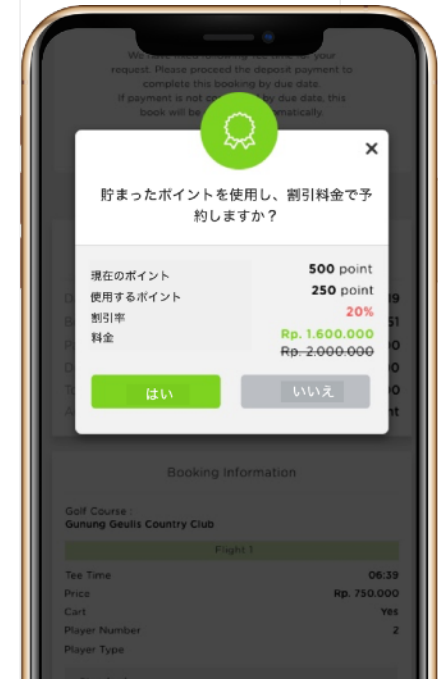 We have
request. Please proceed the deposit payment to
complete this booking by due date.
If payment is not by due date, this
book will be
×
貯まったポイントを使用し、割引料金で予
約しますか？
現在のポイント 500 point
使用するポイント 250 point
割引率 20%
料金 Rp. 1.600.000
Rp. 2.000.000
はい いいえ
Booking Information
Golf Course :
Gunung Geulis Country Club
Flight 1
Tee Time 06:39
Price Rp. 750.000
Cart Yes
Player Number 2
Player Type